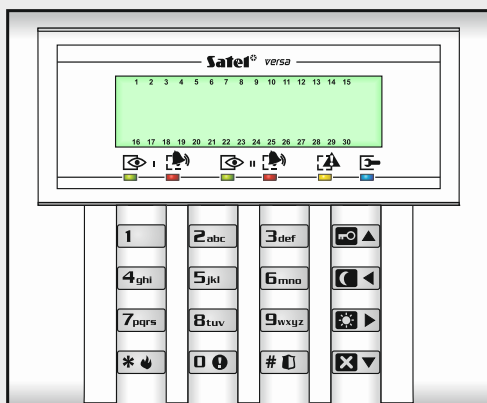 Satel versa
1 2 3 4 5 6 7 8 9 10 11 12 13 14 15
16 17 18 19 20 21 22 23 24 25 26 27 28 29 30
I II
1 2abc 3def
4ghi 5jkl 6mno
7pqrs 8tuv 9wxyz
* 0 #